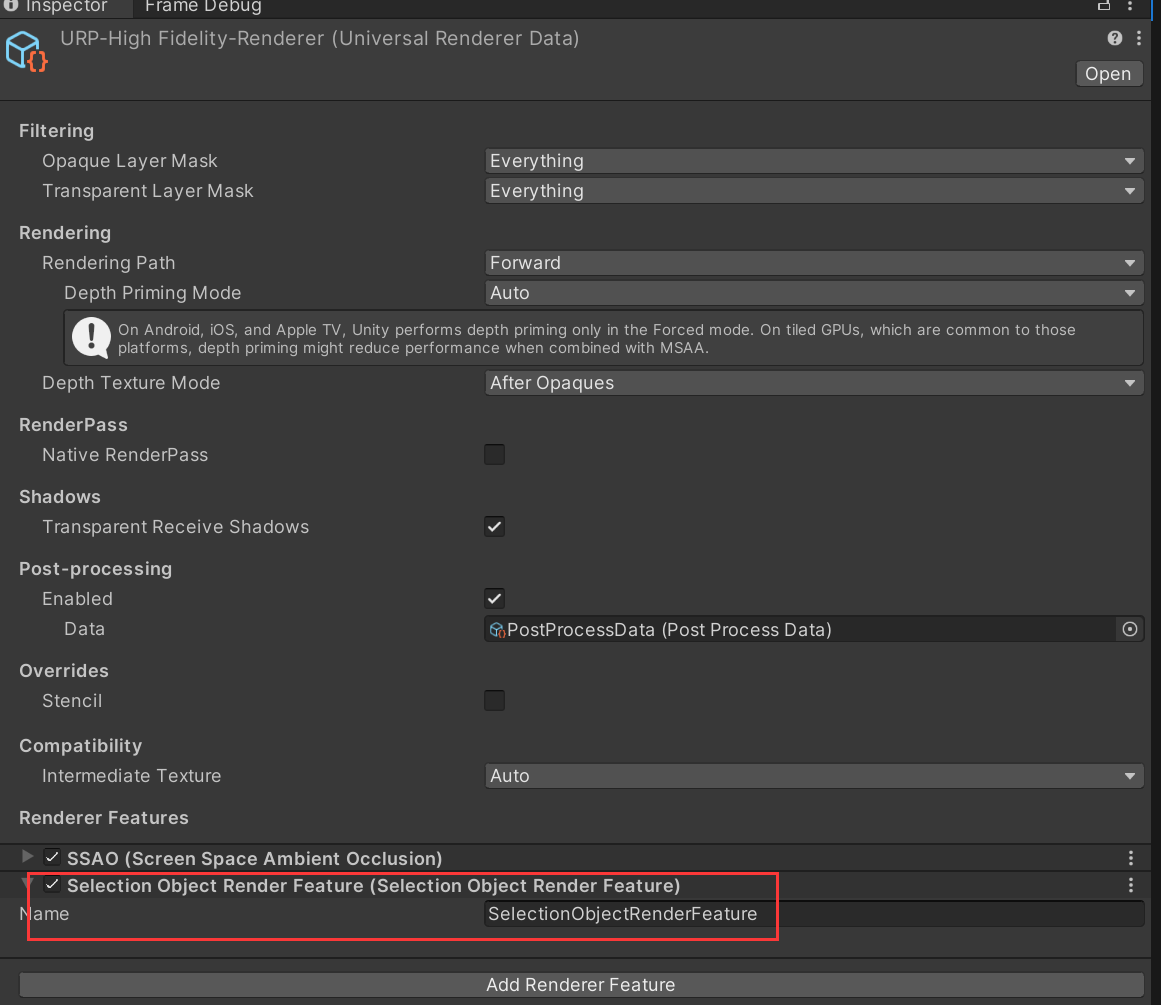 Inspector Frame Debug
URP-High Fidelity-Renderer (Universal Renderer Data)
Open
Filtering
Opaque Layer Mask Everything
Transparent Layer Mask Everything
Rendering
Rendering Path Forward
Depth Priming Mode Auto
On Android, iOS, and Apple TV, Unity performs depth priming only in the Forced mode. On tiled GPUs, which are common to those
platforms, depth priming might reduce performance when combined with MSAA.
Depth Texture Mode After Opaques
RenderPass
Native RenderPass
Shadows
Transparent Receive Shadows
Post-processing
Enabled
Data PostProcessData (Post Process Data)
Overrides
Stencil
Compatibility
Intermediate Texture Auto
Renderer Features
SSAO (Screen Space Ambient Occlusion)
Selection Object Render Feature (Selection Object Render Feature)
Name SelectionObjectRenderFeature
Add Renderer Feature